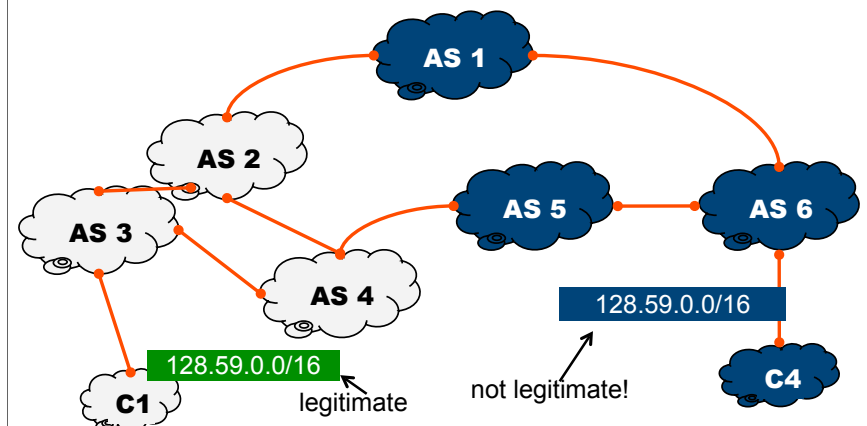 AS 1
AS 2
AS 3
AS 5
AS 6
AS 4
128.59.0.0/16
128.59.0.0/16
not legitimate!
legitimate
C1
C4